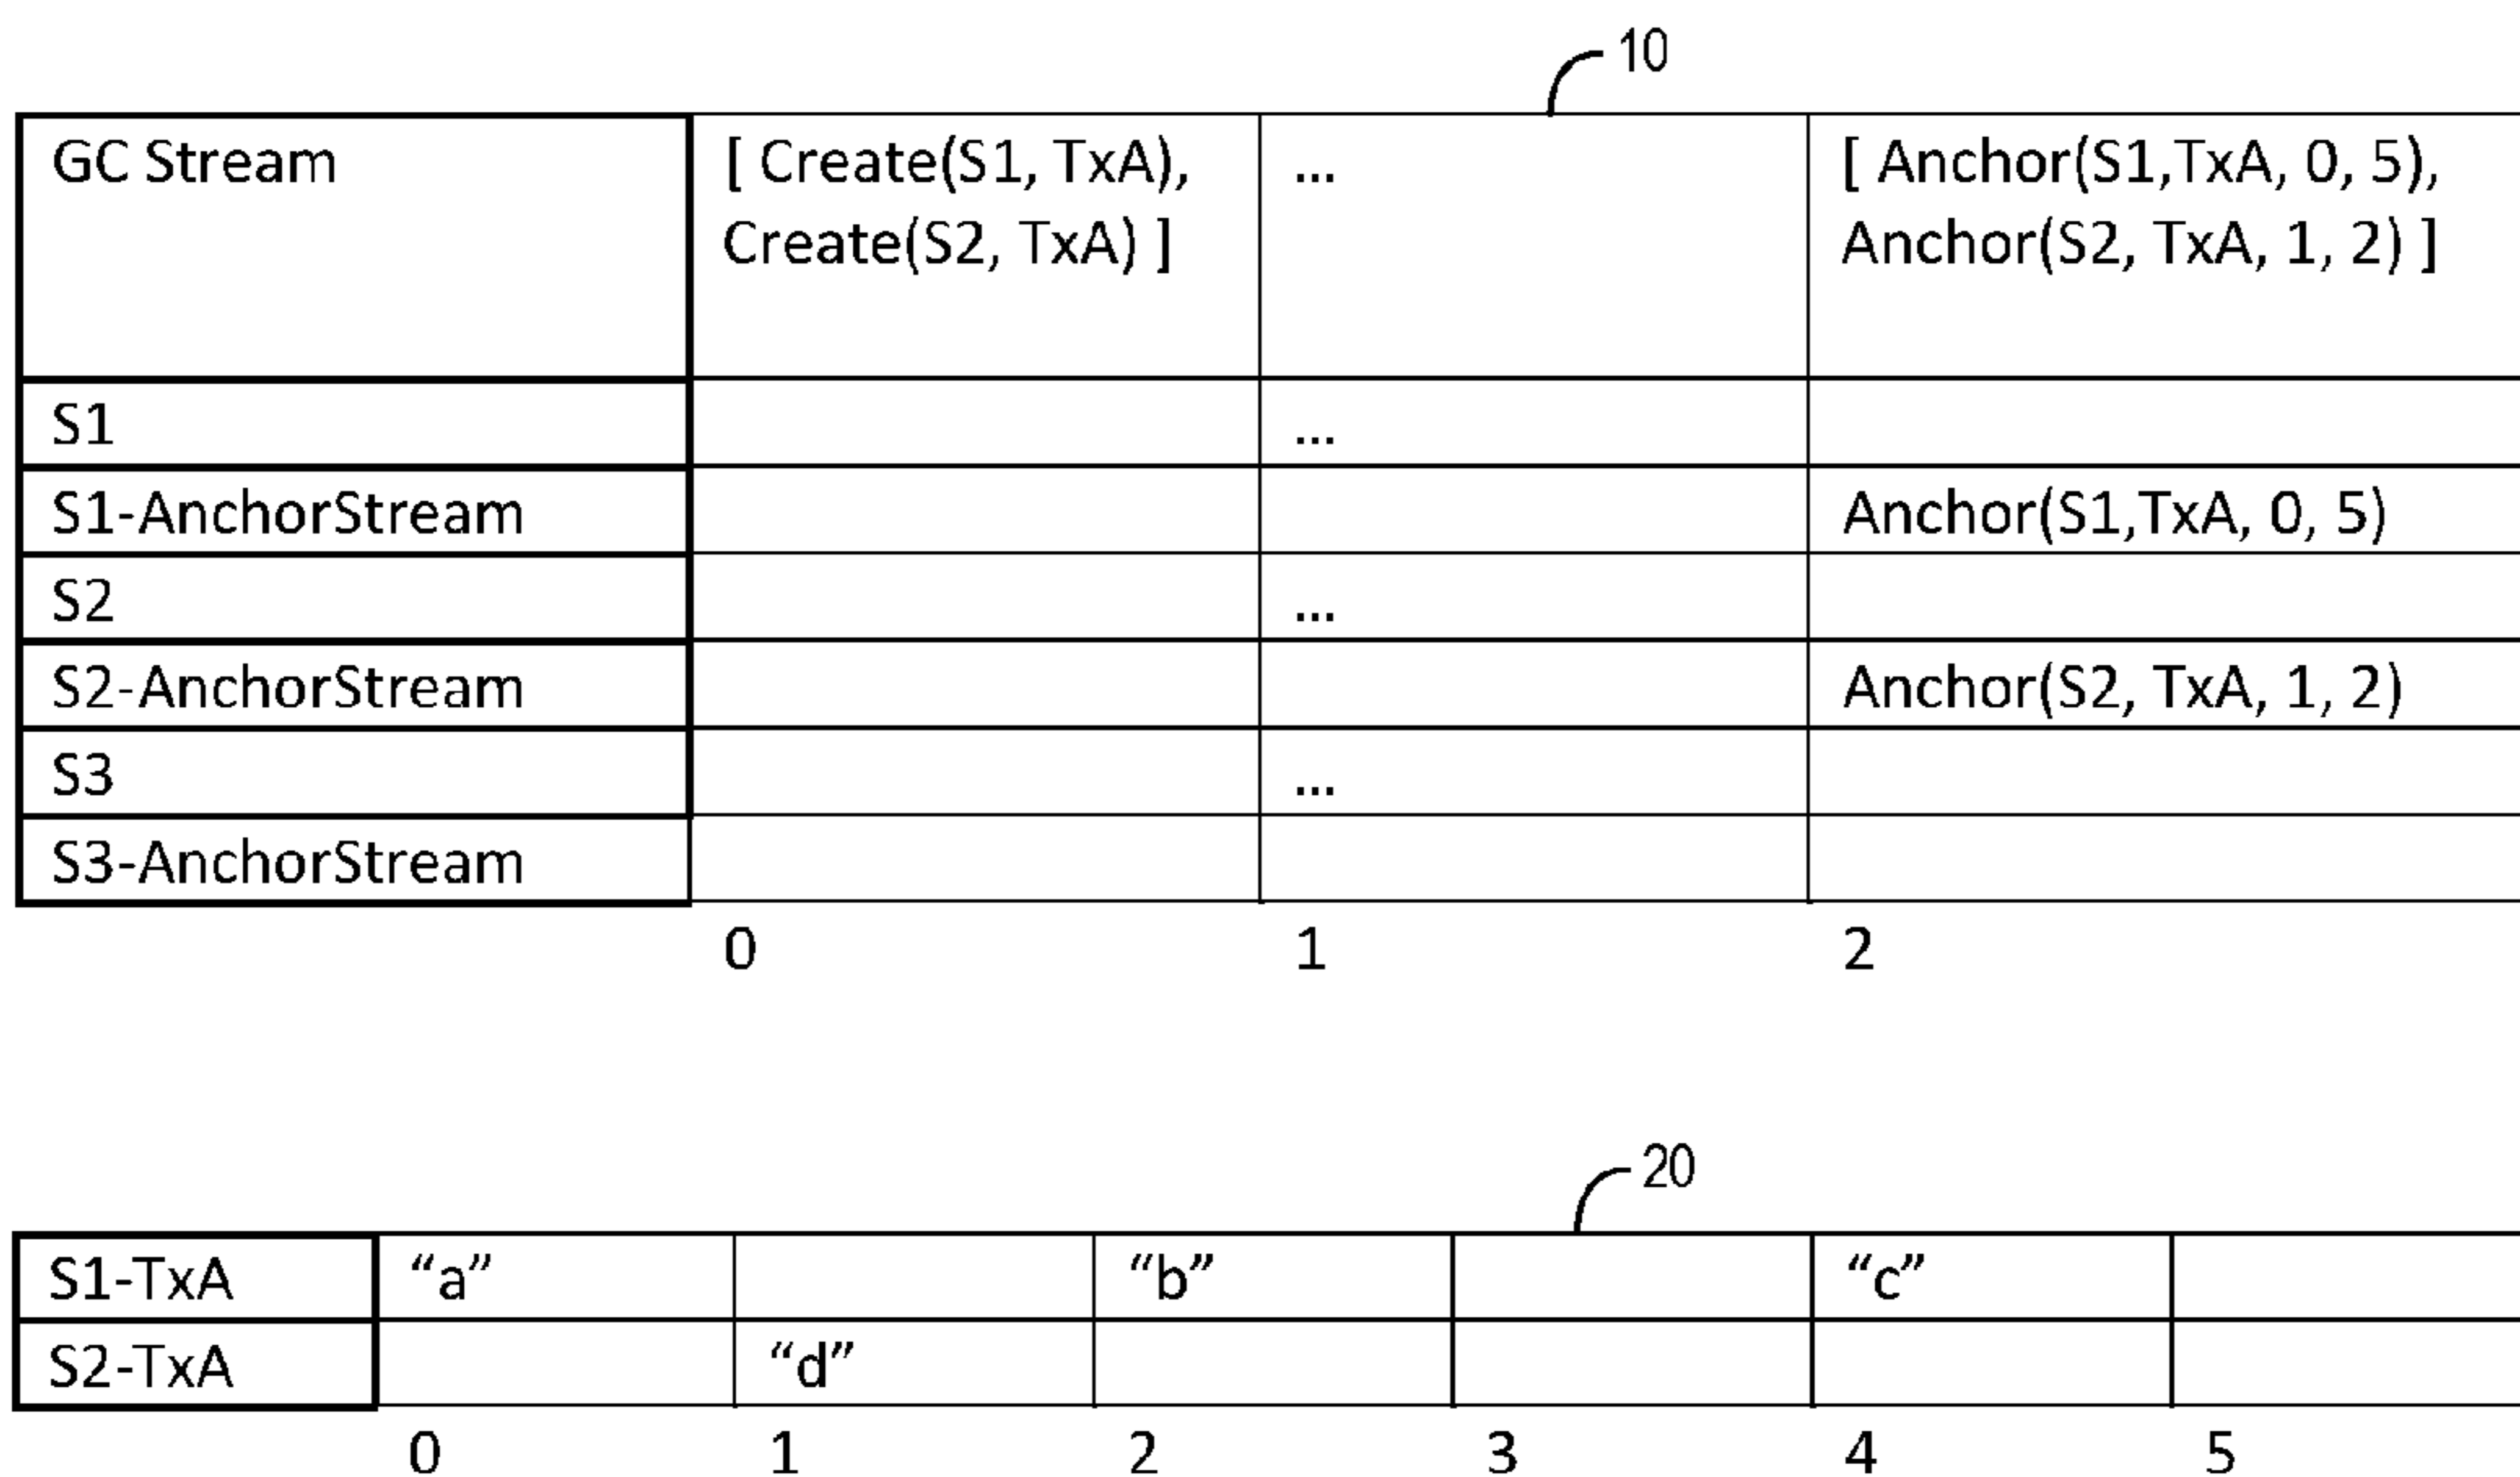 10
GC Stream [ Create(S1, TxA), ... [ Anchor(S1,TxA, 0, 5),
Create(S2, TxA) ] Anchor(S2, TxA, 1, 2) ]
S1 ...
S1-AnchorStream Anchor(S1,TxA, 0, 5)
S2 ...
S2-AnchorStream Anchor(S2, TxA, 1, 2)
S3 ...
S3-AnchorStream
0 1 2
20
S1-TxA “a” “b” “c”
S2-TxA “d”
0 1 2 3 4 5